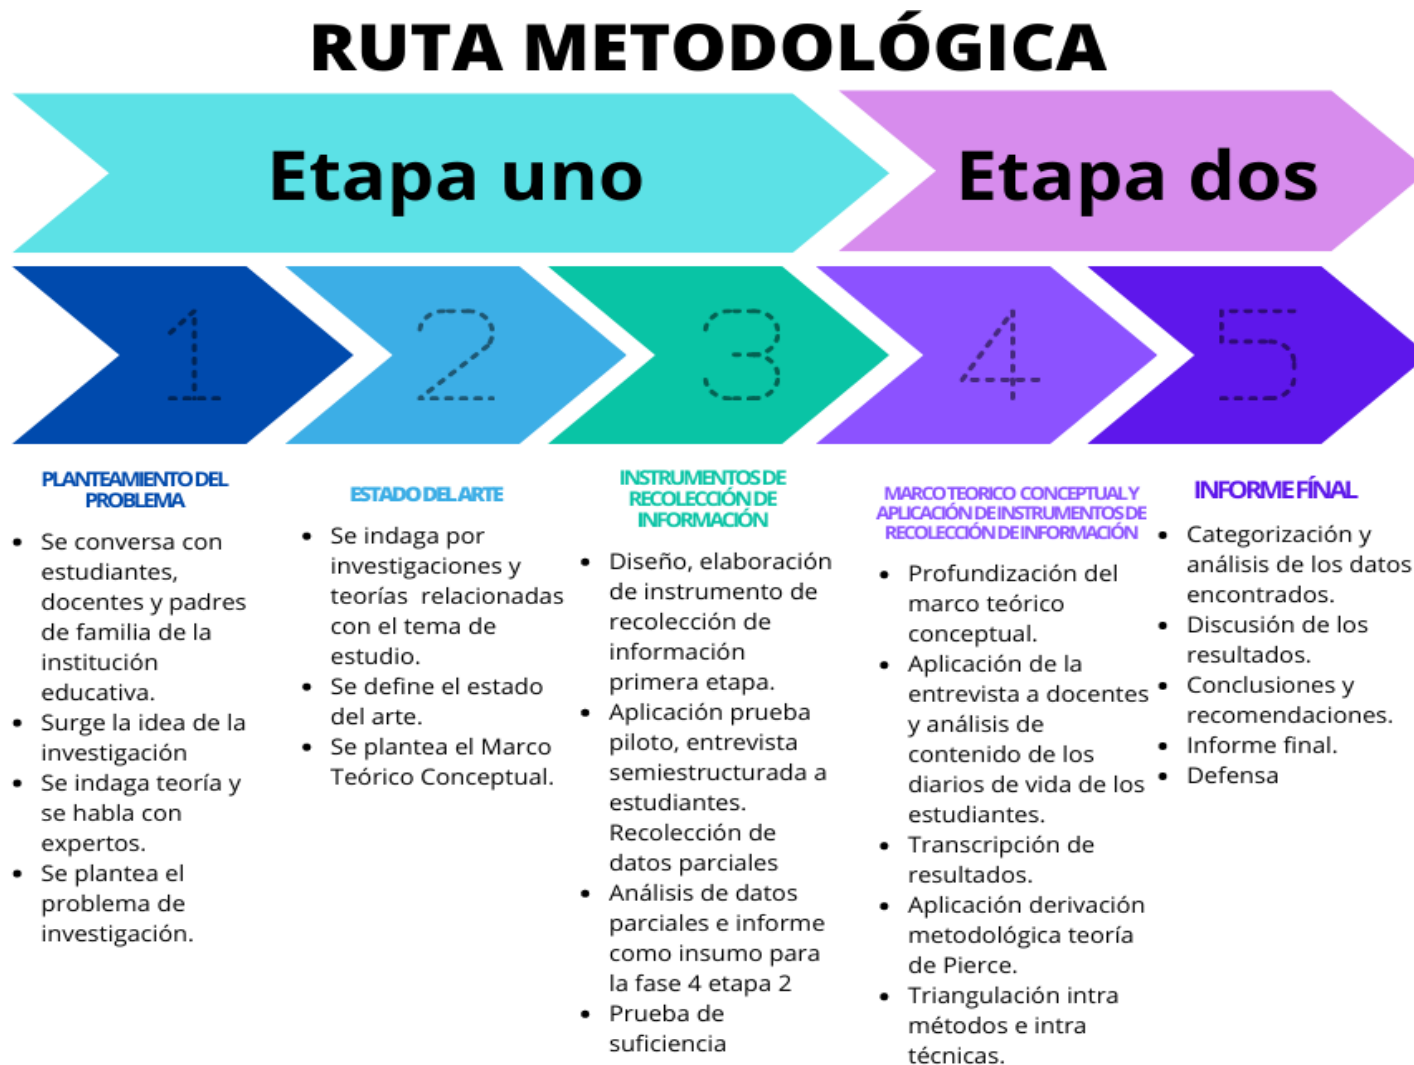 RUTA METODOLÓGICA
Etapa uno
Etapa dos
1
2
3
4
5
PLANTEAMIENTO DEL
PROBLEMA
• Se conversa con
estudiantes,
docentes y padres
de familia de la
institución
educativa.
• Surge la idea de la
investigación
• Se indaga teoría y
se habla con
expertos.
• Se plantea el
problema de
investigación.
ESTADO DEL ARTE
• Se indaga por
investigaciones y
teorías relacionadas
con el tema de
estudio.
• Se define el estado
del arte.
• Se plantea el Marco
Teórico Conceptual.
INSTRUMENTOS DE
RECOLECCIÓN DE
INFORMACIÓN
• Diseño, elaboración
de instrumento de
recolección de
información
primera etapa.
• Aplicación prueba
piloto, entrevista
semiestructurada a
estudiantes.
Recolección de
datos parciales
• Análisis de datos
parciales e informe
como insumo para
la fase 4 etapa 2
• Prueba de
suficiencia
MARCO TEORICO CONCEPTUAL Y
APLICACIÓN DE INSTRUMENTOS DE
RECOLECCIÓN DE INFORMACIÓN
• Profundización del
marco teórico
conceptual.
• Aplicación de la
entrevista a docentes
y análisis de
contenido de los
diarios de vida de los
estudiantes.
• Transcripción de
resultados.
• Aplicación derivación
metodológica teoría
de Pierce.
• Triangulación intra
métodos e intra
técnicas.
INFORME FÍNAL
• Categorización y
análisis de los datos
encontrados.
• Discusión de los
resultados.
• Conclusiones y
recomendaciones.
• Informe final.
• Defensa